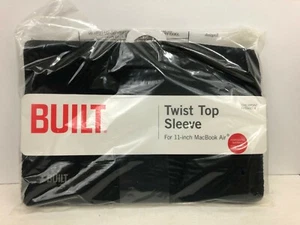 BUILT
Twist Top
Sleeve
For 11-inch MacBook Air®
BUILT